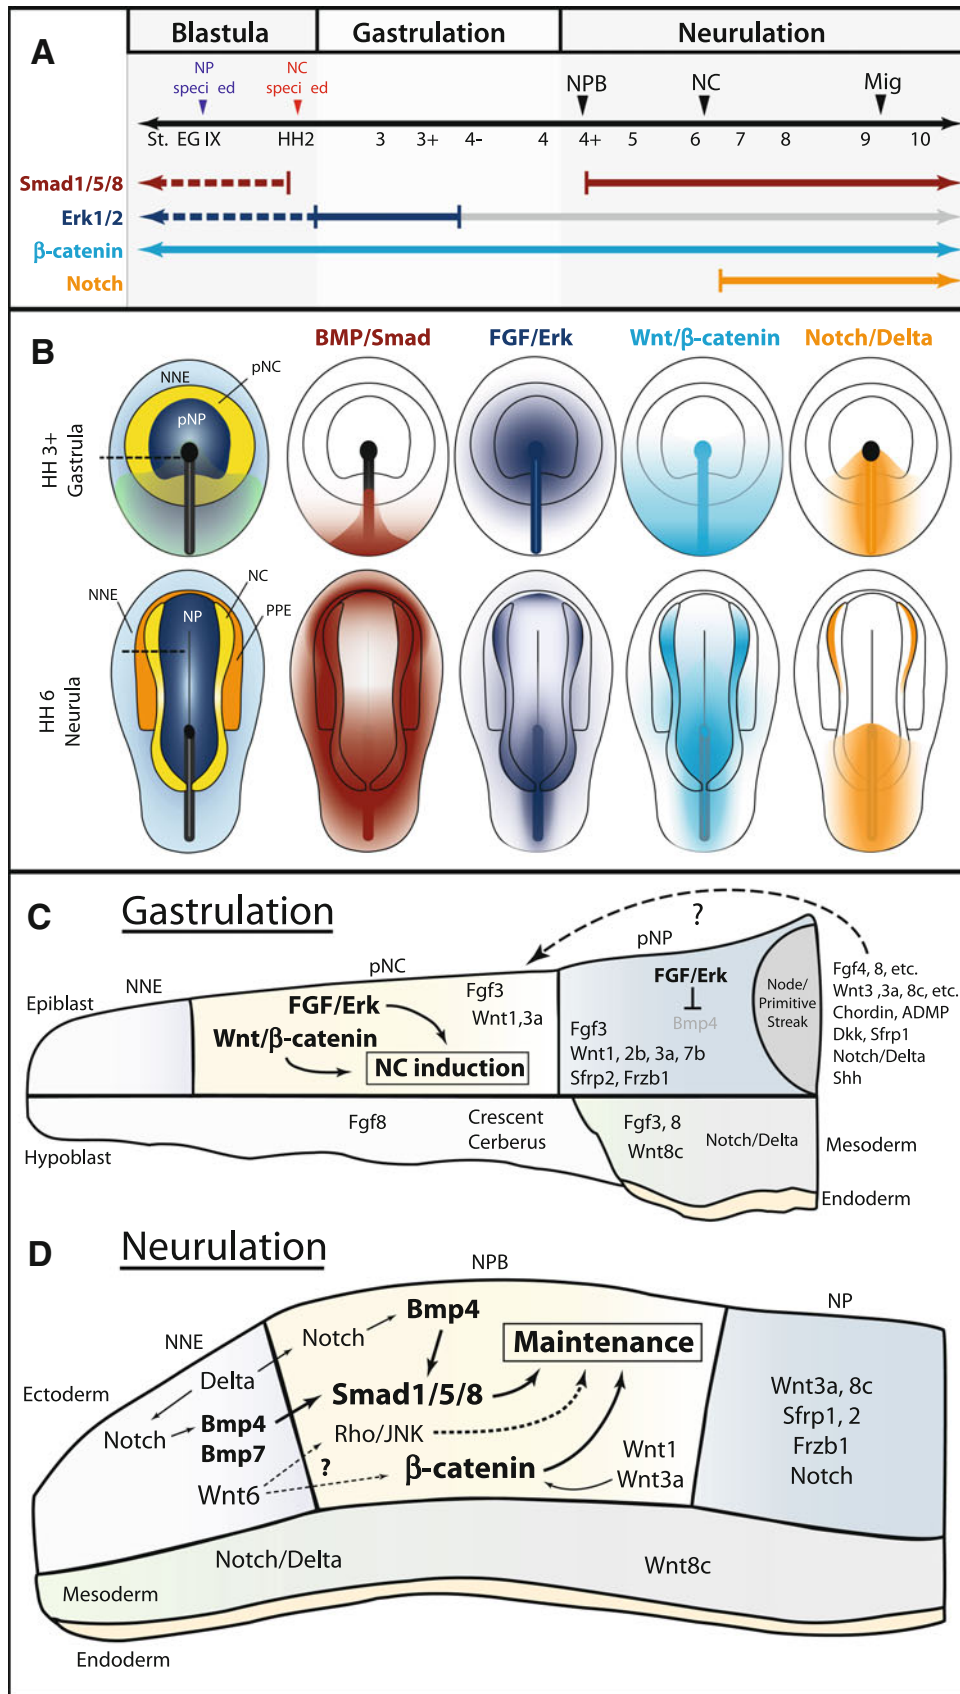 A
Blastula
Gastrulation
Neurulation
NP
speci ed
NC
speci ed
NPB
NC
Mig
St. EG IX HH2 3 3+ 4- 4 4+ 5 6 7 8 9 10
Smad1/5/8
Erk1/2
β-catenin
Notch
B
BMP/Smad
FGF/Erk
Wnt/β-catenin
Notch/Delta
HH 3+
Gastrula
NNE
pNC
pNP
HH 6
Neurula
NNE
NC
PPE
NP
C
Gastrulation
?
pNP
pNC
NNE
Epiblast
FGF/Erk
Wnt/β-catenin
NC induction
Fgf3
Wnt1,3a
FGF/Erk
Bmp4
Fgf3
Wnt1, 2b, 3a, 7b
Sfrp2, Frzb1
Node/
Primitive
Streak
Fgf4, 8, etc.
Wnt3 ,3a, 8c, etc.
Chordin, ADMP
Dkk, Sfrp1
Notch/Delta
Shh
Hypoblast
Fgf8
Crescent
Cerberus
Fgf3, 8
Wnt8c
Notch/Delta
Mesoderm
Endoderm
D
Neurulation
NPB
NP
NNE
Ectoderm
Notch
Bmp4
Delta
Maintenance
Smad1/5/8
Notch
Bmp4
Bmp7
Rho/JNK
?
β-catenin
Wnt6
Wnt1
Wnt3a
Wnt3a, 8c
Sfrp1, 2
Frzb1
Notch
Notch/Delta
Wnt8c
Mesoderm
Endoderm